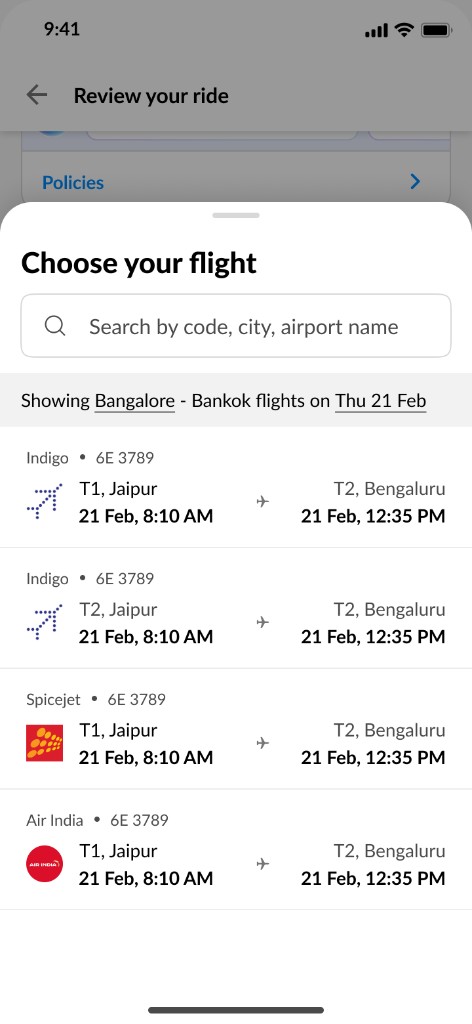 9:41
Review your ride
Policies
Choose your flight
Search by code, city, airport name
Showing Bangalore - Bankok flights on Thu 21 Feb
Indigo • 6E 3789
T1, Jaipur T2, Bengaluru
21 Feb, 8:10 AM 21 Feb, 12:35 PM
Indigo • 6E 3789
T2, Jaipur T2, Bengaluru
21 Feb, 8:10 AM 21 Feb, 12:35 PM
Spicejet • 6E 3789
T1, Jaipur T2, Bengaluru
21 Feb, 8:10 AM 21 Feb, 12:35 PM
Air India • 6E 3789
AIR INDIA
T1, Jaipur T2, Bengaluru
21 Feb, 8:10 AM 21 Feb, 12:35 PM